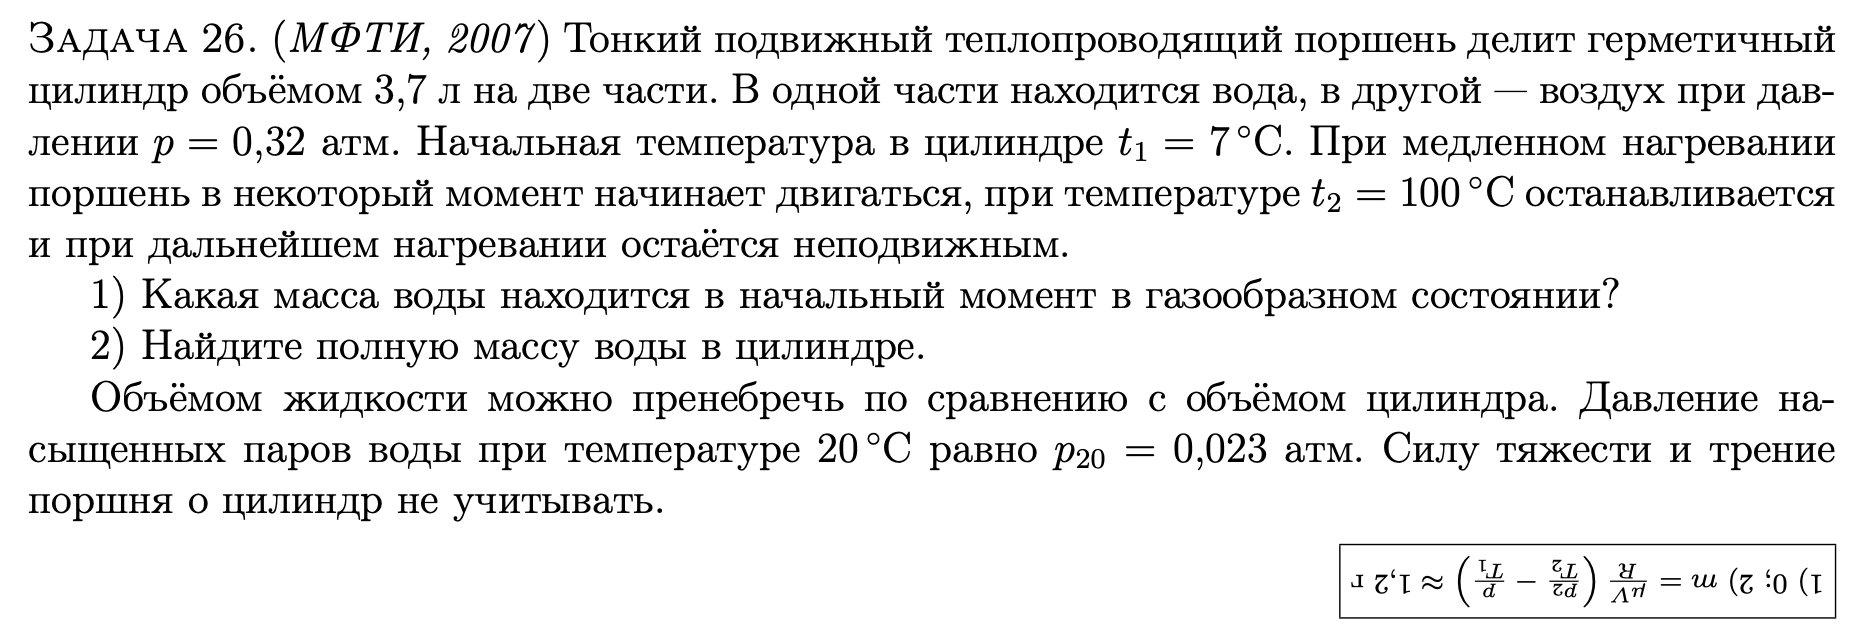 ЗАДАЧА 26. (МФТИ, 2007) Тонкий подвижный теплопроводящий поршень делит герметичный
цилиндр объёмом 3,7 л на две части. В одной части находится вода, в другой — воздух при дав-
лении p = 0,32 атм. Начальная температура в цилиндре t₁ = 7 °C. При медленном нагревании
поршень в некоторый момент начинает двигаться, при температуре t₂ = 100 °C останавливается
и при дальнейшем нагревании остаётся неподвижным.
1) Какая масса воды находится в начальный момент в газообразном состоянии?
2) Найдите полную массу воды в цилиндре.
Объёмом жидкости можно пренебречь по сравнению с объёмом цилиндра. Давление на-
сыщенных паров воды при температуре 20 °C равно p₂₀ = 0,023 атм. Силу тяжести и трение
поршня о цилиндр не учитывать.
1) 0; 2) m = μV/R (p₂/T₂ − p/T₁) ≈ 1,2 г